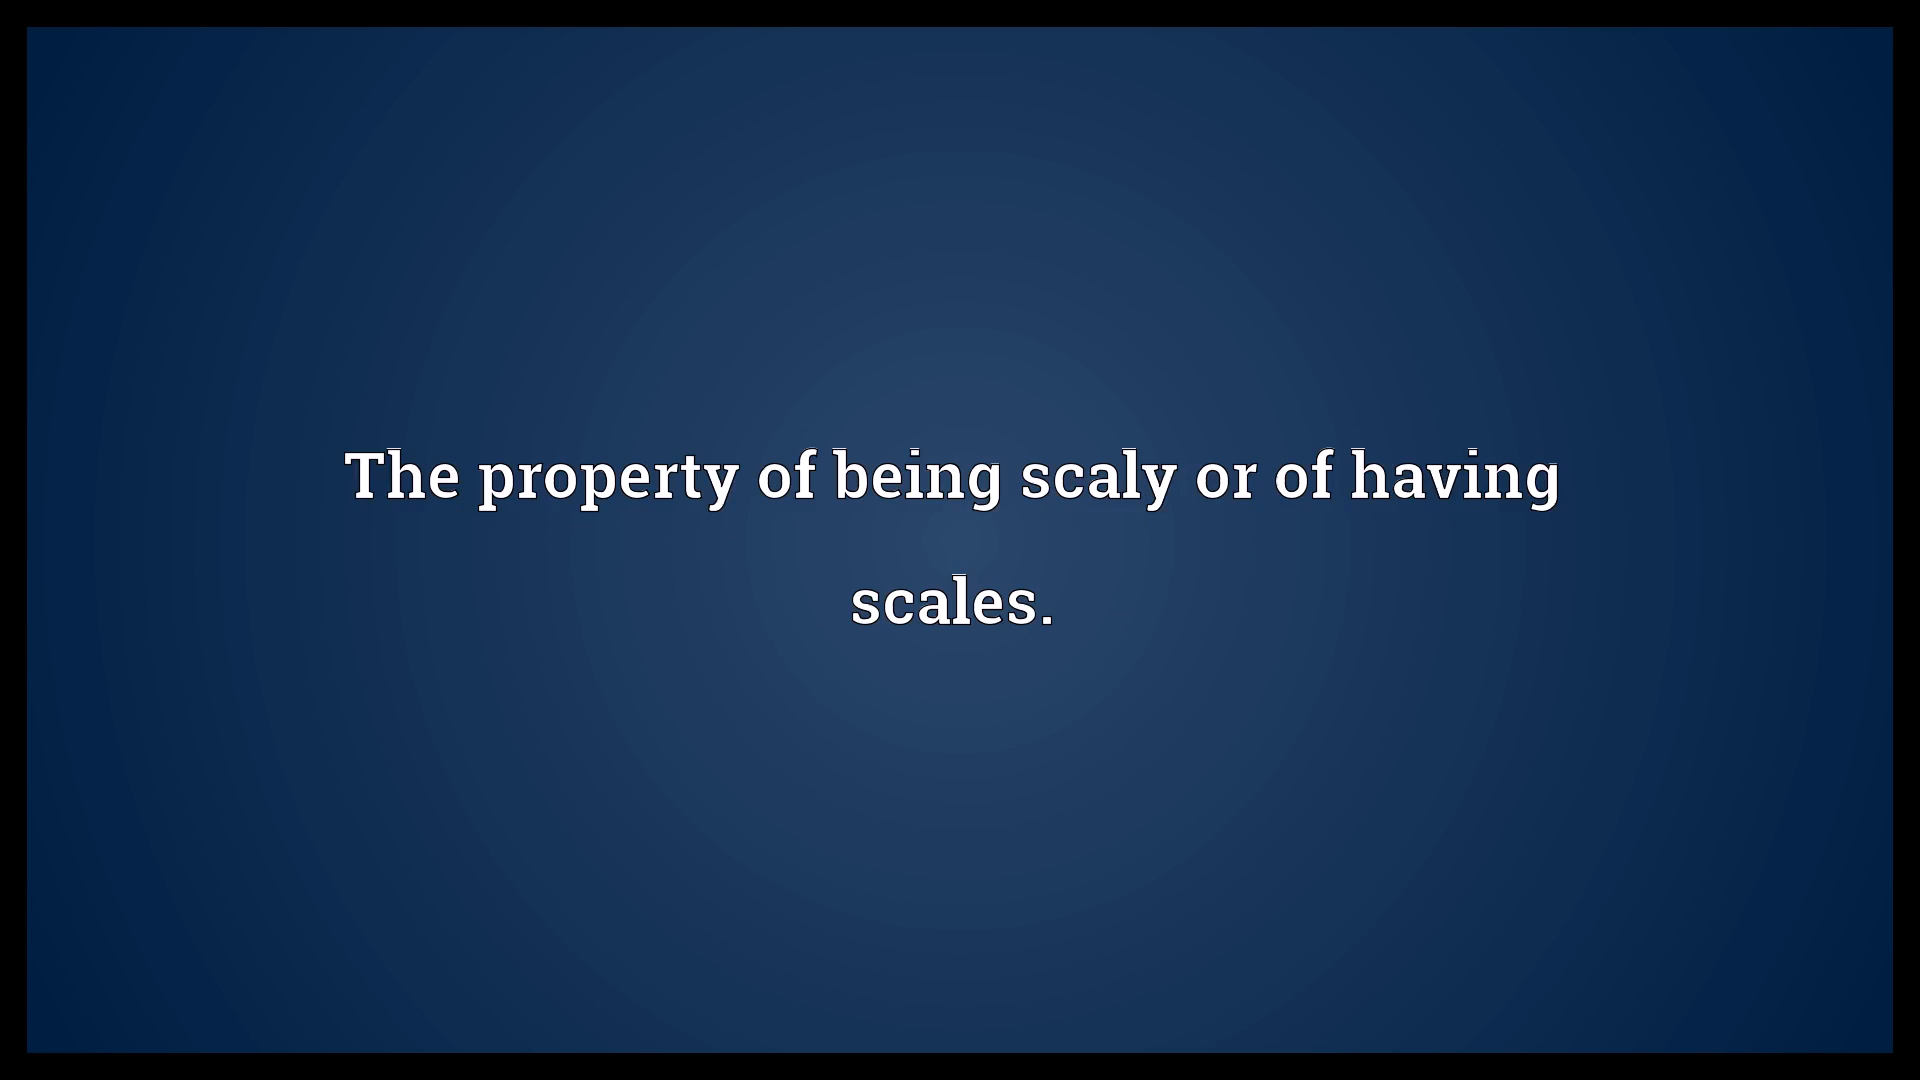 The property of being scaly or of having
scales.